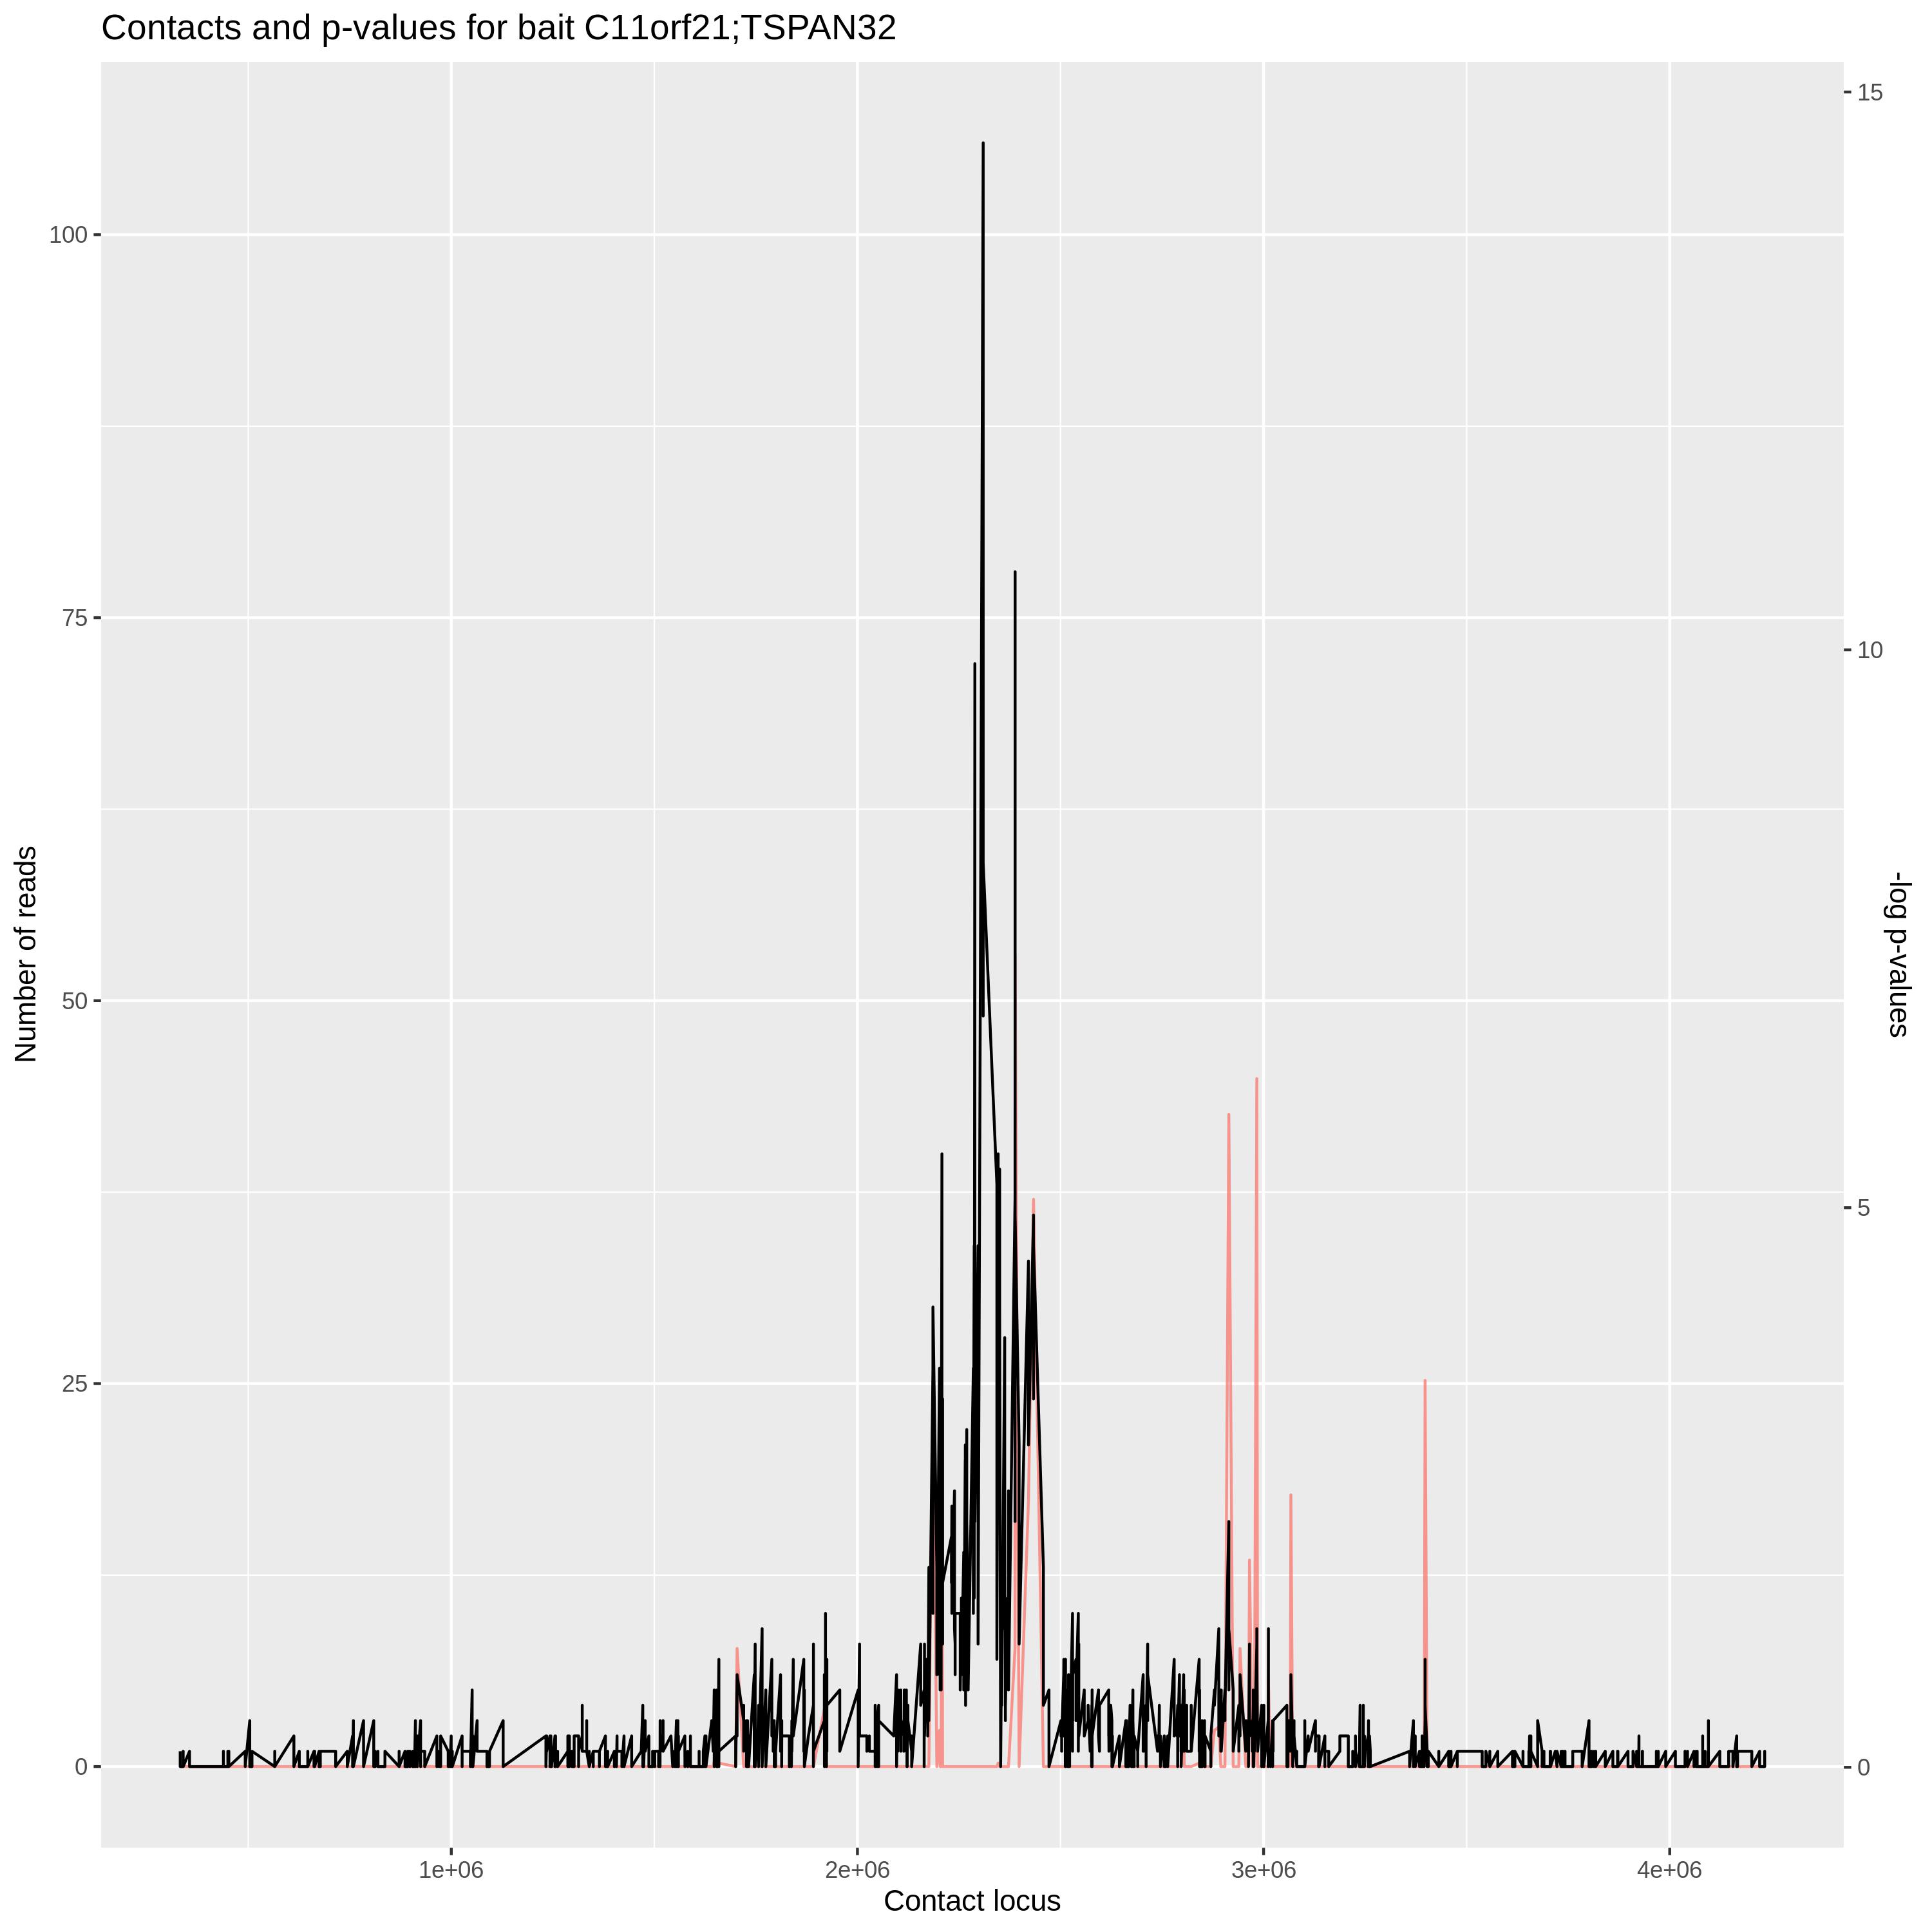 Contacts and p-values for bait C11orf21;TSPAN32
100
75
50
25
0
Number of reads
15
10
5
0
-log p-values
1e+06
2e+06
3e+06
4e+06
Contact locus